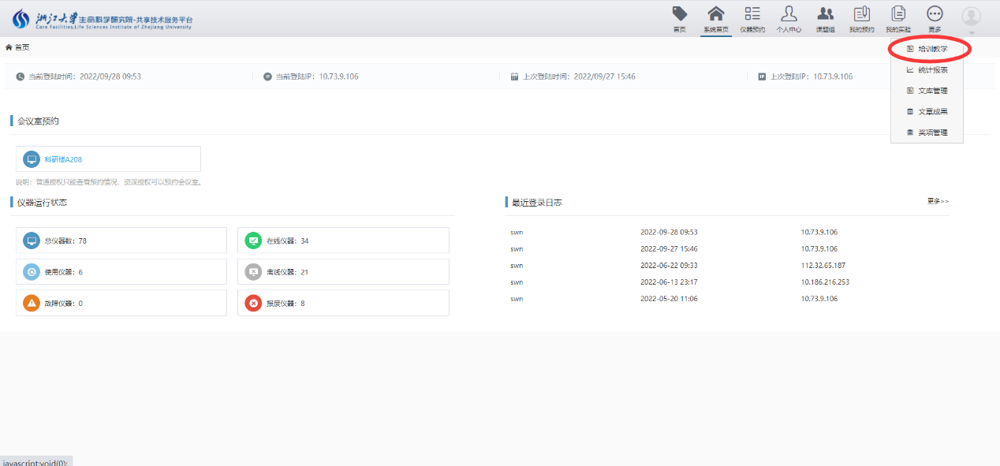 浙江大学生命科学研究院-共享技术服务平台
Core Facilities,Life Sciences Institute of Zhejiang University
首页 系统首页 仪器预约 个人中心 课题组 我的预约 我的实验 更多
首页
培训教学
统计报表
文库管理
文章成果
奖项管理
当前登陆时间：2022/09/28 09:53
当前登陆IP：10.73.9.106
上次登陆时间：2022/09/27 15:46
上次登陆IP：10.73.9.106
会议室预约
科研楼A208
说明：普通授权只能查看预约情况，资深授权可以预约会议室。
仪器运行状态
总仪器数：78
在线仪器：34
使用仪器：6
离线仪器：21
故障仪器：0
报废仪器：8
最近登录日志
更多>>
swn 2022-09-28 09:53 10.73.9.106
swn 2022-09-27 15:46 10.73.9.106
swn 2022-06-22 09:33 112.32.65.187
swn 2022-06-13 23:17 10.186.216.253
swn 2022-05-20 11:06 10.73.9.106
javascript:void(0);